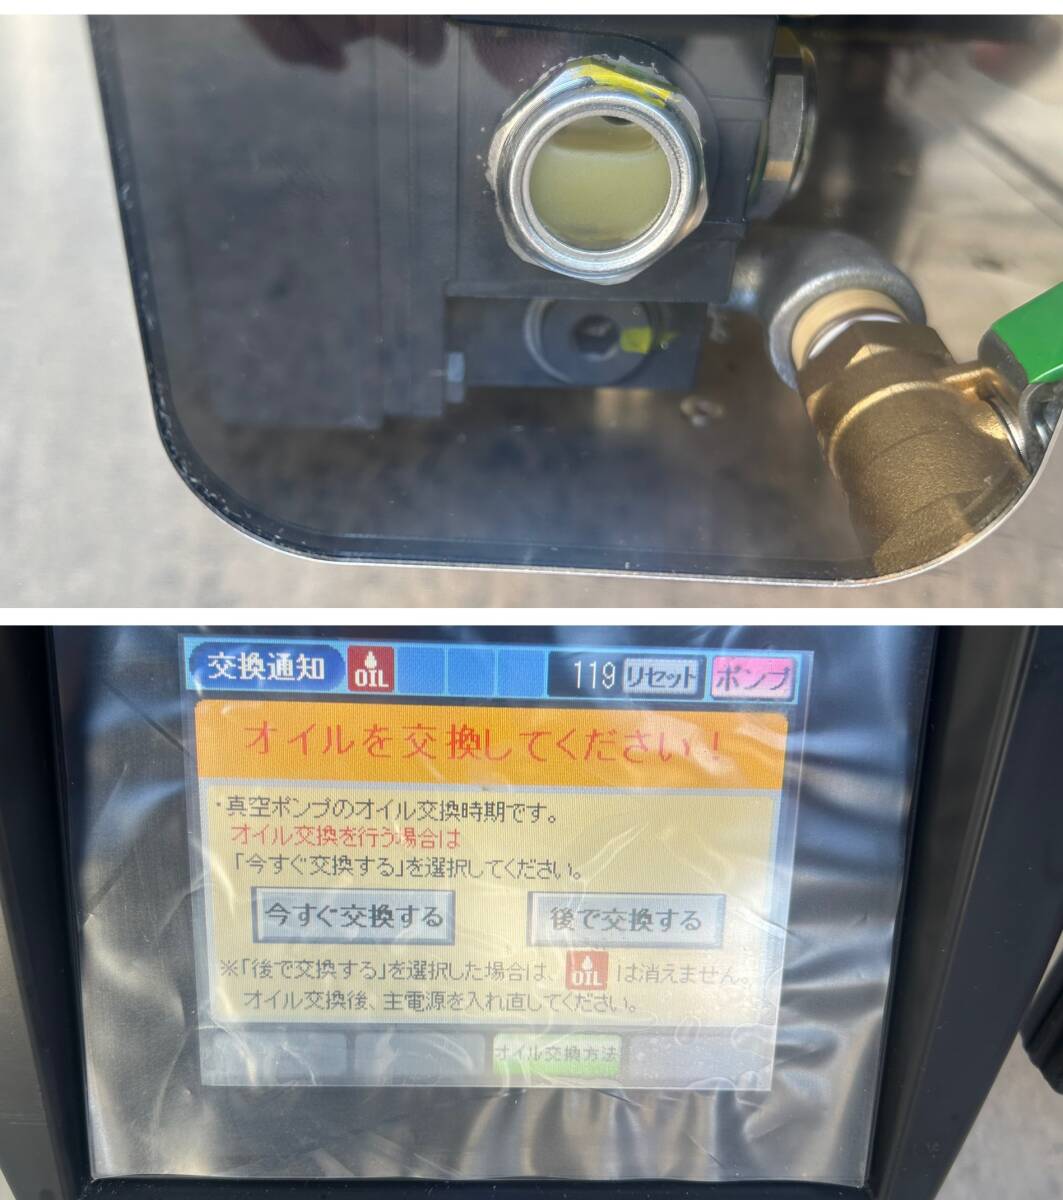 交換通知 OIL 119 リセット ポンプ
オイルを交換してください！
・真空ポンプのオイル交換時期です。
オイル交換を行う場合は
「今すぐ交換する」を選択してください。
今すぐ交換する 後で交換する
※「後で交換する」を選択した場合は、 OIL は消えません。
オイル交換後、主電源を入れ直してください。
オイル交換方法